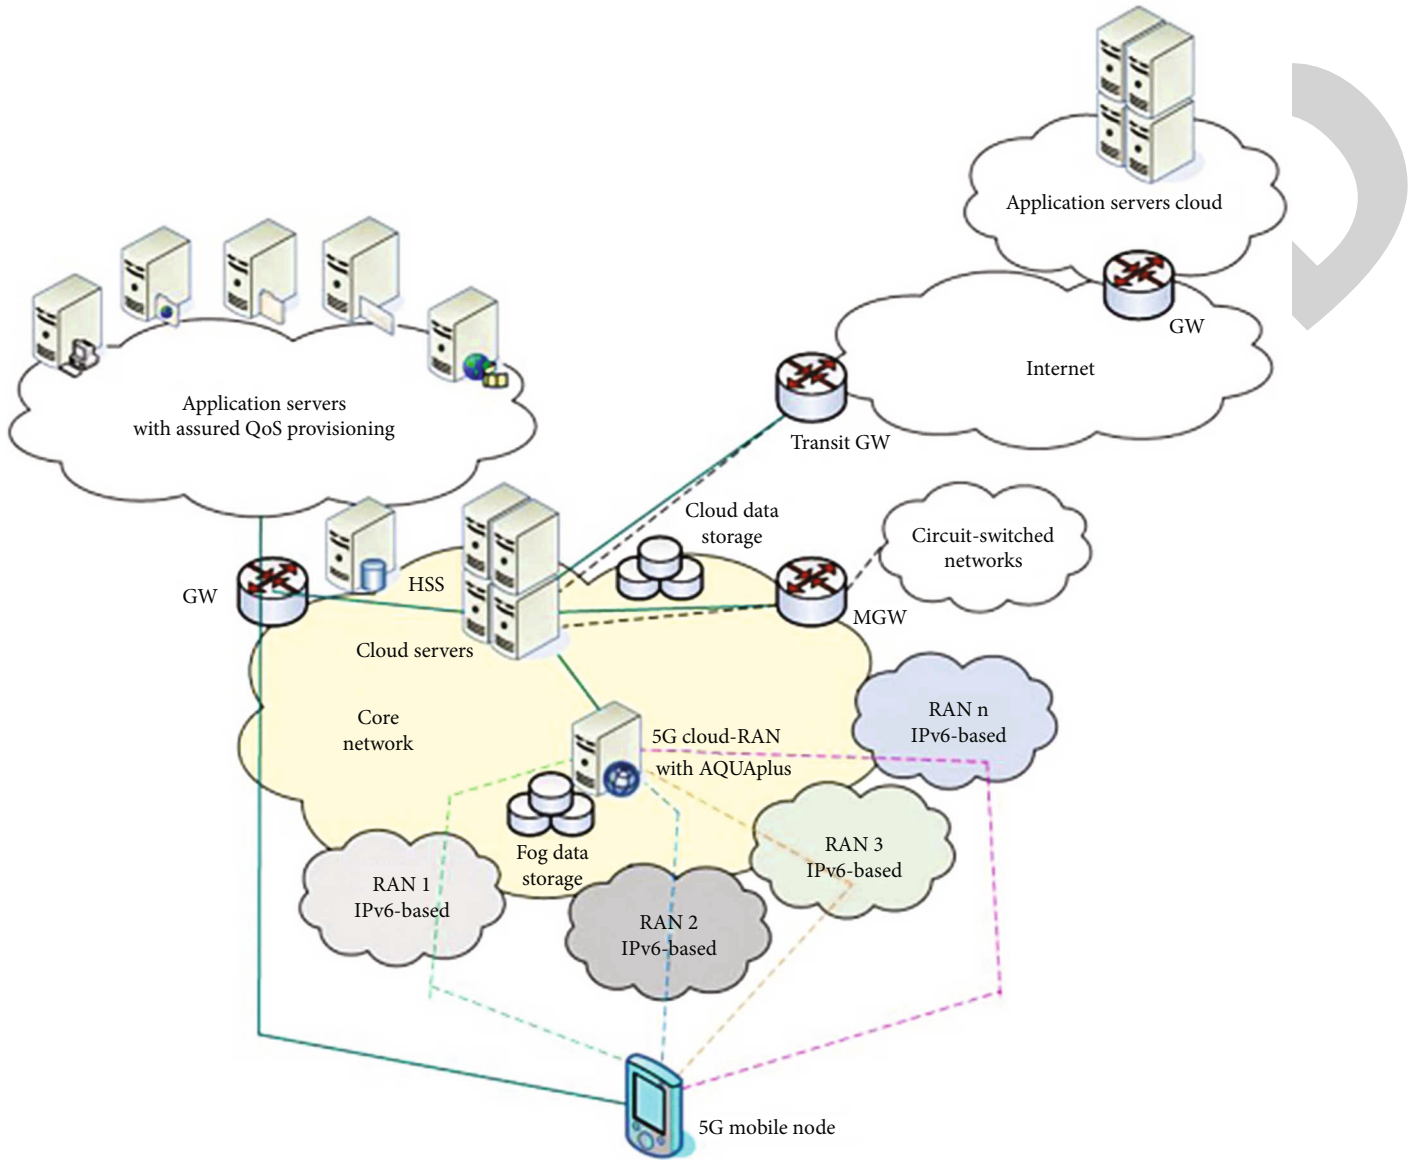 Application servers cloud
GW
Internet
Application servers
with assured QoS provisioning
Transit GW
Cloud data
storage
Circuit-switched
networks
HSS
GW
MGW
Cloud servers
Core
network
RAN n
IPv6-based
5G cloud-RAN
with AQUAplus
RAN 3
IPv6-based
Fog data
storage
RAN 1
IPv6-based
RAN 2
IPv6-based
5G mobile node